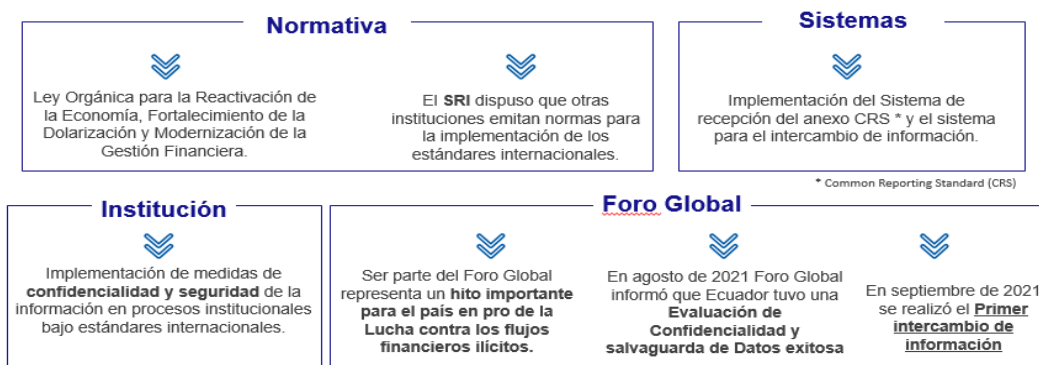 Normativa
Ley Orgánica para la Reactivación de
la Economía, Fortalecimiento de la
Dolarización y Modernización de la
Gestión Financiera.
El SRI dispuso que otras
instituciones emitan normas para
la implementación de los
estándares internacionales.
Sistemas
Implementación del Sistema de
recepción del anexo CRS * y el sistema
para el intercambio de información.
* Common Reporting Standard (CRS)
Institución
Implementación de medidas de
confidencialidad y seguridad de la
información en procesos institucionales
bajo estándares internacionales.
Foro Global
Ser parte del Foro Global
representa un hito importante
para el país en pro de la
Lucha contra los flujos
financieros ilícitos.
En agosto de 2021 Foro Global
informó que Ecuador tuvo una
Evaluación de
Confidencialidad y
salvaguarda de Datos exitosa
En septiembre de 2021
se realizó el Primer
intercambio de
información